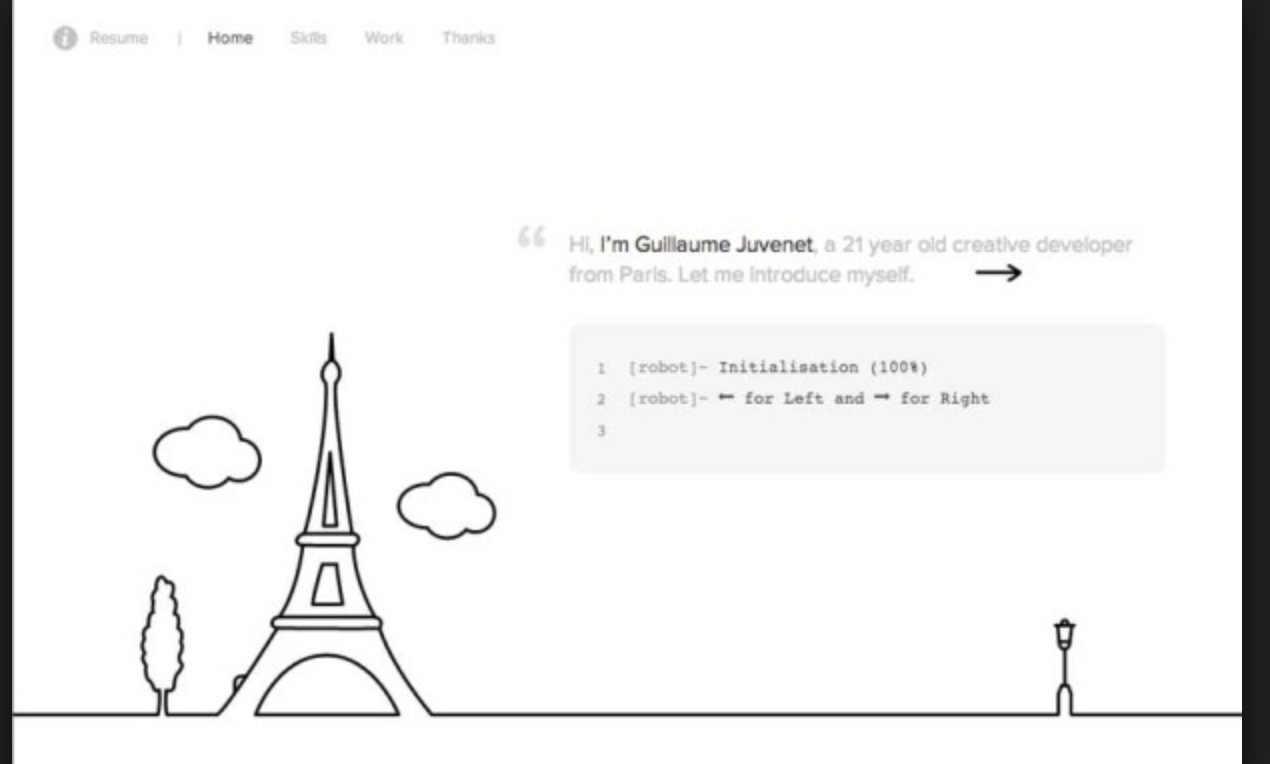 Resume | Home Skills Work Thanks
“ Hi, I'm Guillaume Juvenet, a 21 year old creative developer
from Paris. Let me introduce myself. →
1 [robot]~ Initialisation (100%)
2 [robot]~ ← for Left and → for Right
3